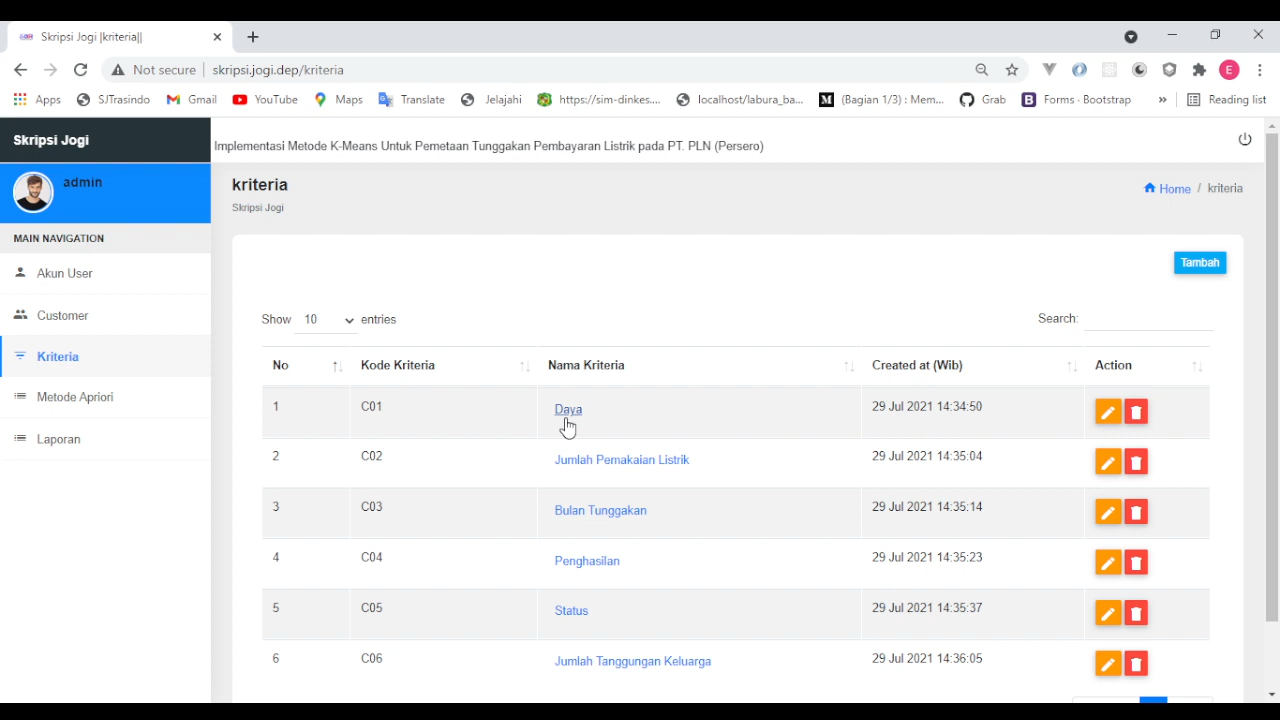 Skripsi Jogi |kriteria||
Not secure | skripsi.jogi.dep/kriteria
Apps SJTrasindo Gmail YouTube Maps Translate Jelajahi https://sim-dinkes.... localhost/labura_ba... (Bagian 1/3) : Mem... Grab Forms · Bootstrap » Reading list
Skripsi Jogi
Implementasi Metode K-Means Untuk Pemetaan Tunggakan Pembayaran Listrik pada PT. PLN (Persero)
admin
MAIN NAVIGATION
Akun User
Customer
Kriteria
Metode Apriori
Laporan
kriteria
Skripsi Jogi
Home / kriteria
Tambah
Show 10 entries
Search:
No Kode Kriteria Nama Kriteria Created at (Wib) Action
1 C01 Daya 29 Jul 2021 14:34:50
2 C02 Jumlah Pemakaian Listrik 29 Jul 2021 14:35:04
3 C03 Bulan Tunggakan 29 Jul 2021 14:35:14
4 C04 Penghasilan 29 Jul 2021 14:35:23
5 C05 Status 29 Jul 2021 14:35:37
6 C06 Jumlah Tanggungan Keluarga 29 Jul 2021 14:36:05